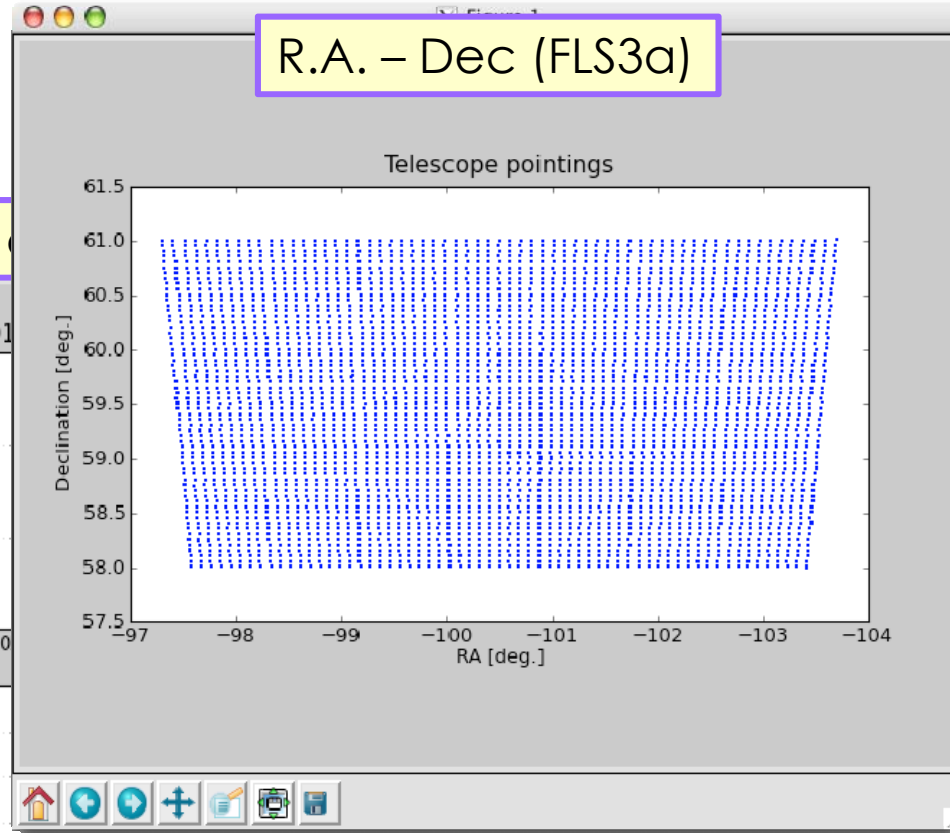 R.A. – Dec (FLS3a)
Telescope pointings
61.5
61.0
60.5
60.0
59.5
59.0
58.5
58.0
57.5
Declination [deg.]
−97 −98 −99 −100 −101 −102 −103 −104
RA [deg.]